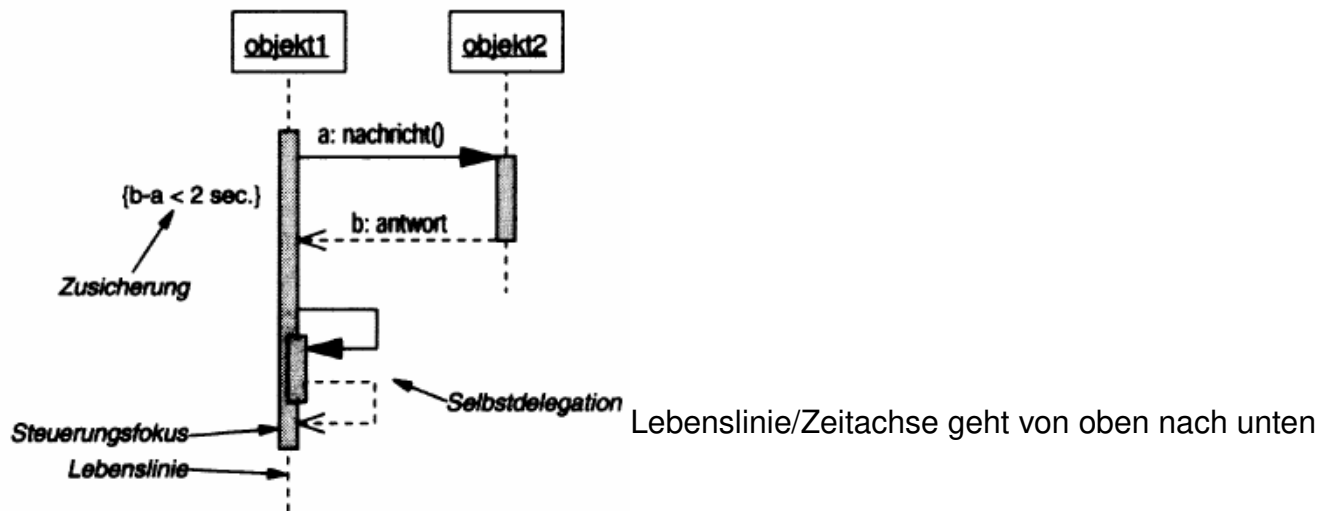 objekt1
objekt2
a: nachricht()
{b-a < 2 sec.}
b: antwort
Zusicherung
Selbstdelegation
Lebenslinie/Zeitachse geht von oben nach unten
Steuerungsfokus
Lebenslinie